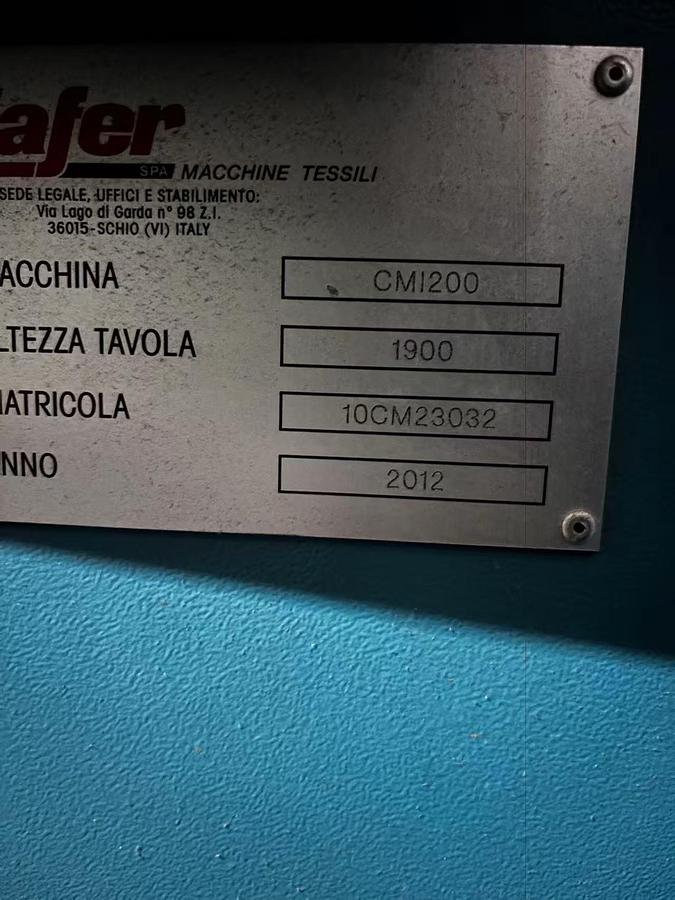 afer
SPA MACCHINE TESSILI
SEDE LEGALE, UFFICI E STABILIMENTO:
Via Lago di Garda n° 98 Z.I.
36015-SCHIO (VI) ITALY
ACCHINA CMI200
LTEZZA TAVOLA 1900
ATRICOLA 10CM23032
NNO 2012